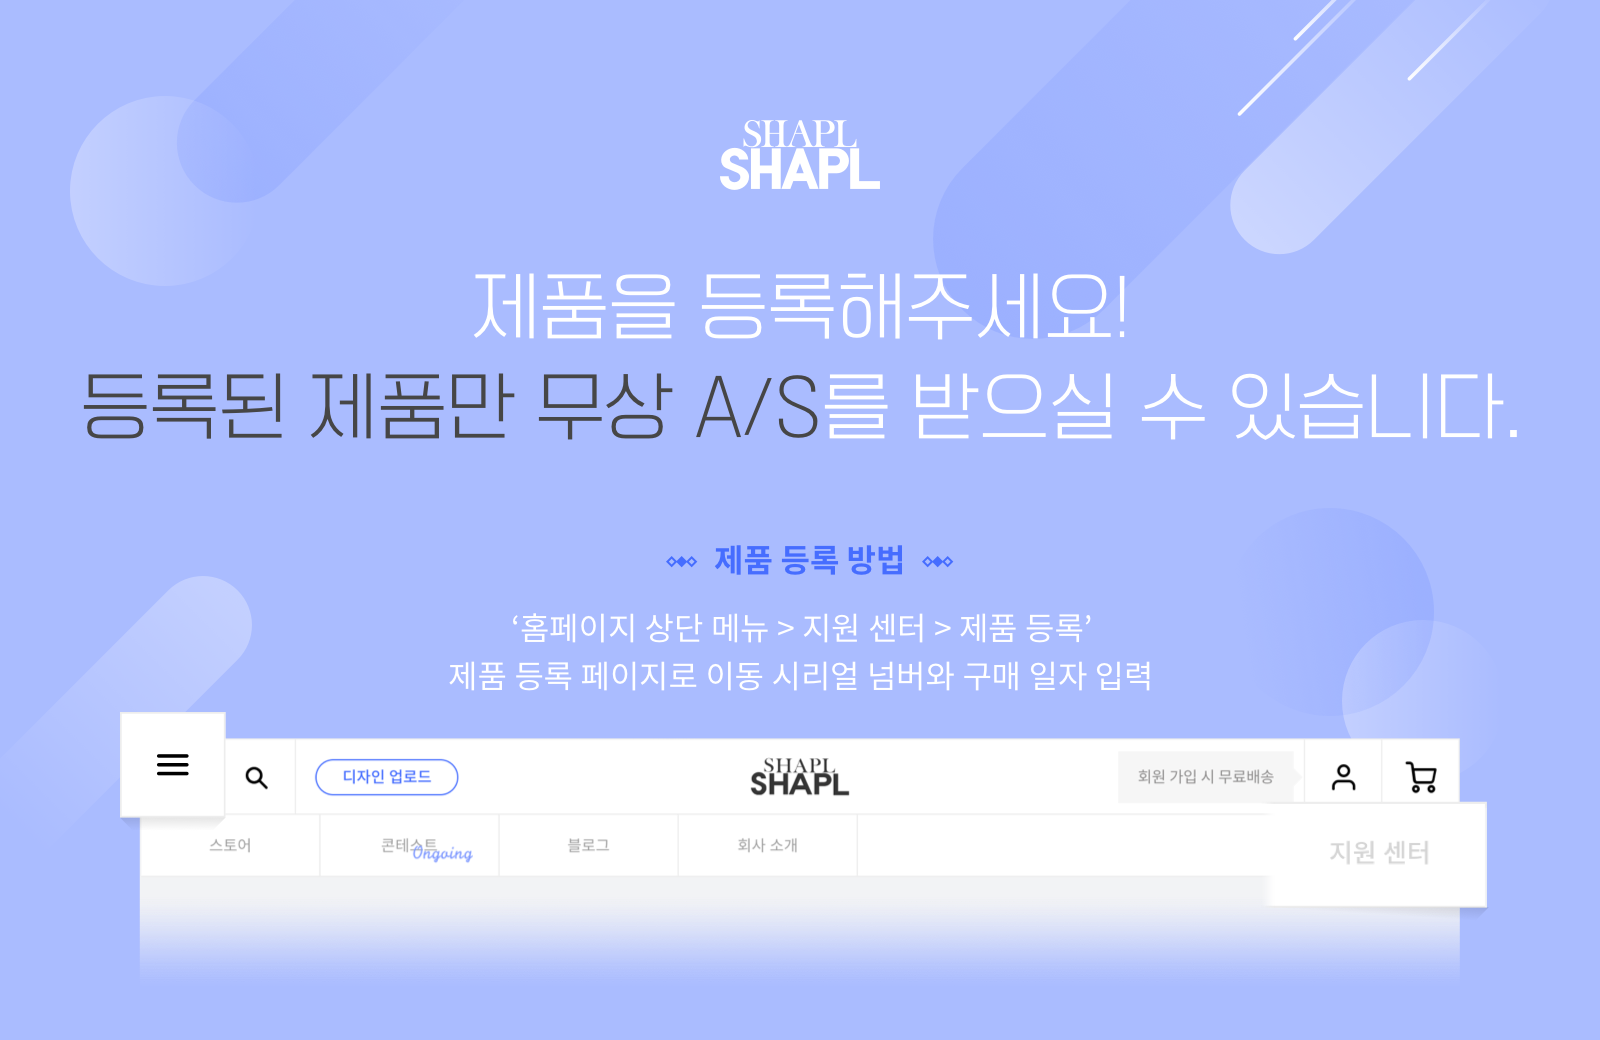 SHAPL
SHAPL
제품을 등록해주세요!
등록된 제품만 무상 A/S를 받으실 수 있습니다.
제품 등록 방법
‘홈페이지 상단 메뉴 > 지원 센터 > 제품 등록’
제품 등록 페이지로 이동 시리얼 넘버와 구매 일자 입력
디자인 업로드
SHAPL
SHAPL
회원 가입 시 무료배송
스토어
콘테스트
Ongoing
블로그
회사 소개
지원 센터